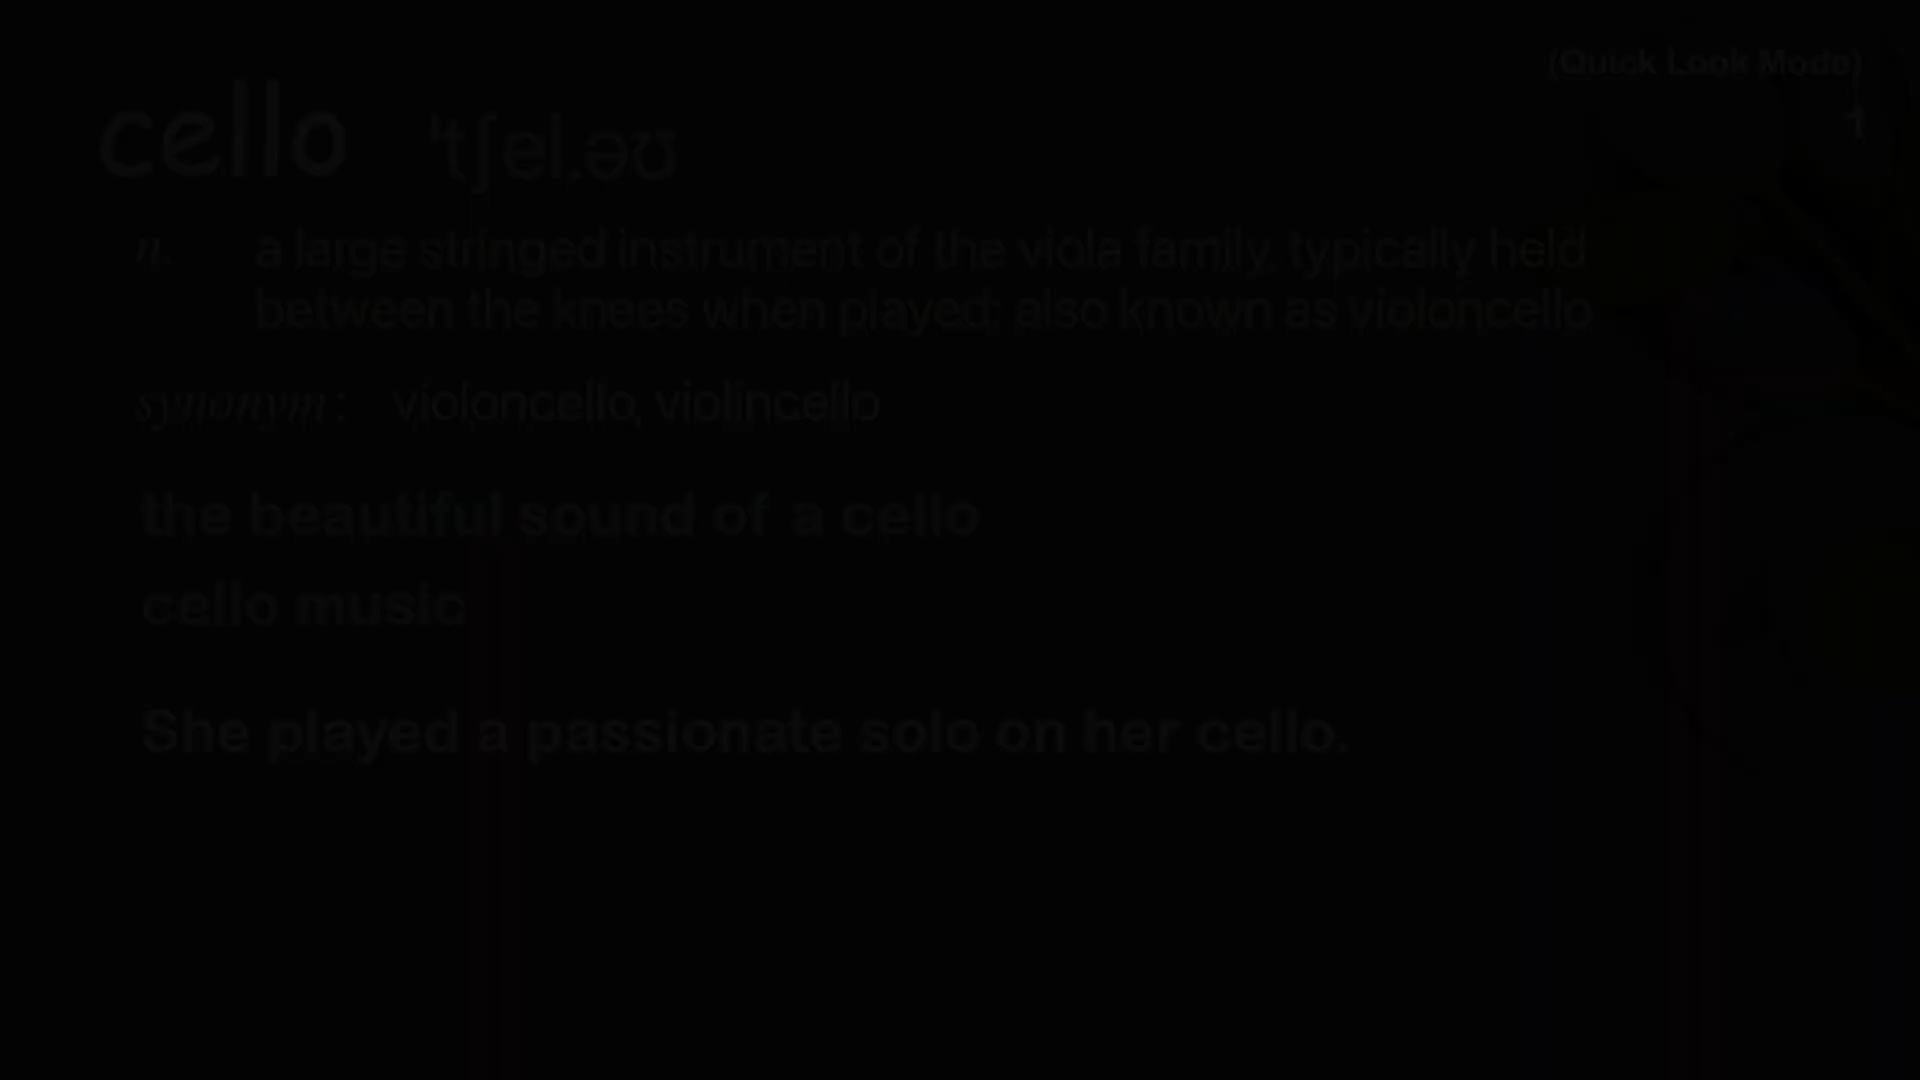 (Quick Look Mode)
1
cello ˈtʃel.əʊ
n. a large stringed instrument of the viola family, typically held
between the knees when played; also known as violoncello
synonym: violoncello, violincello
the beautiful sound of a cello
cello music
She played a passionate solo on her cello.